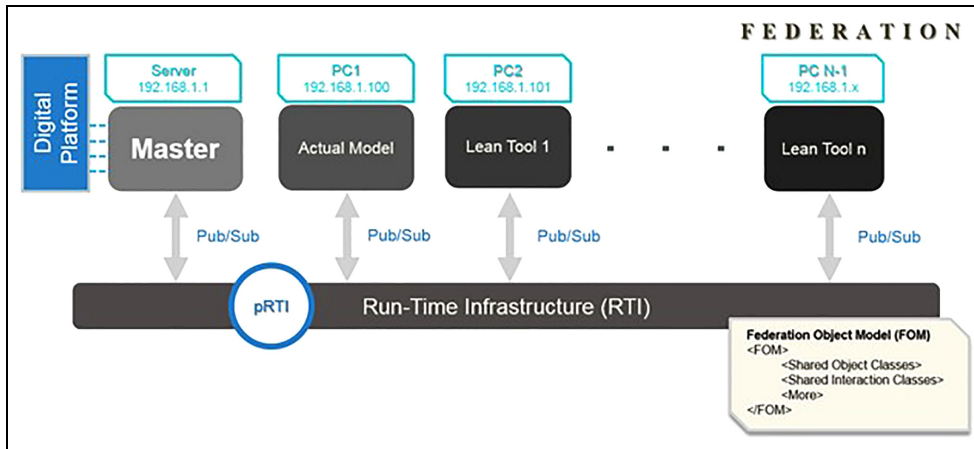 FEDERATION
Digital
Platform
Server
192.168.1.1
PC1
192.168.1.100
PC2
192.168.1.101
PC N-1
192.168.1.x
Master
Actual Model
Lean Tool 1
. . .
Lean Tool n
Pub/Sub
Pub/Sub
Pub/Sub
Pub/Sub
pRTI
Run-Time Infrastructure (RTI)
Federation Object Model (FOM)
<FOM>
<Shared Object Classes>
<Shared Interaction Classes>
<More>
</FOM>